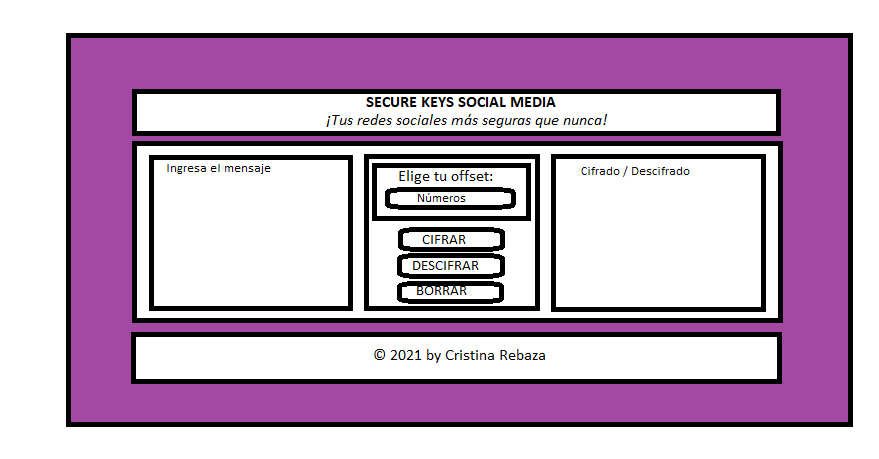 SECURE KEYS SOCIAL MEDIA
¡Tus redes sociales más seguras que nunca!
Ingresa el mensaje
Elige tu offset:
Números
CIFRAR
DESCIFRAR
BORRAR
Cifrado / Descifrado
© 2021 by Cristina Rebaza